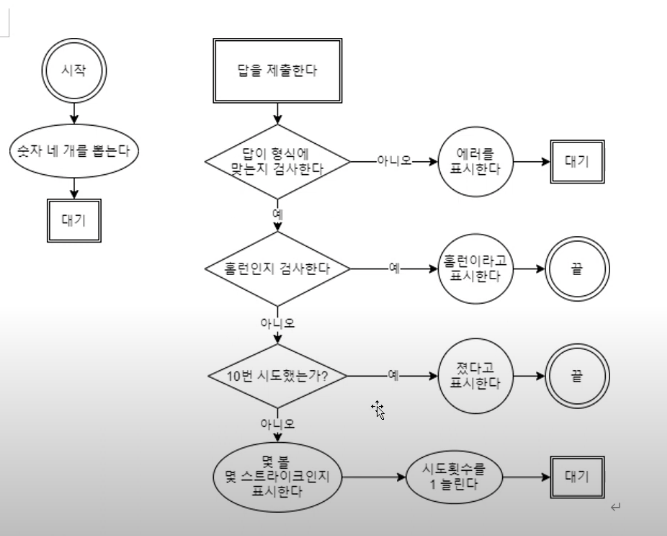 시작
숫자 네 개를 뽑는다
대기
답을 제출한다
답이 형식에
맞는지 검사한다
아니오
에러를
표시한다
대기
예
홈런인지 검사한다
예
홈런이라고
표시한다
끝
아니오
10번 시도했는가?
예
졌다고
표시한다
끝
아니오
몇 볼
몇 스트라이크인지
표시한다
시도횟수를
1 늘린다
대기